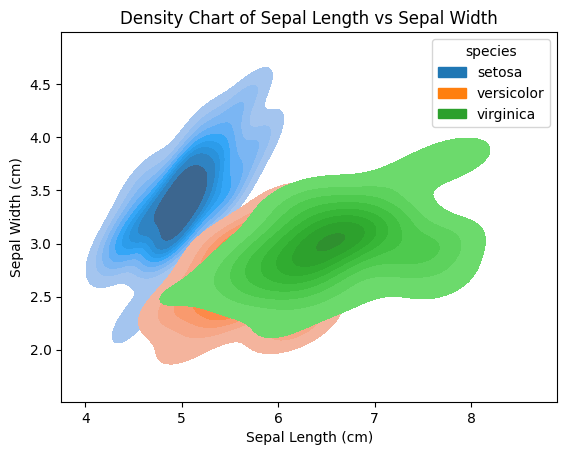 Density Chart of Sepal Length vs Sepal Width
species
setosa
versicolor
virginica
4.5
4.0
3.5
3.0
2.5
2.0
Sepal Width (cm)
4 5 6 7 8
Sepal Length (cm)